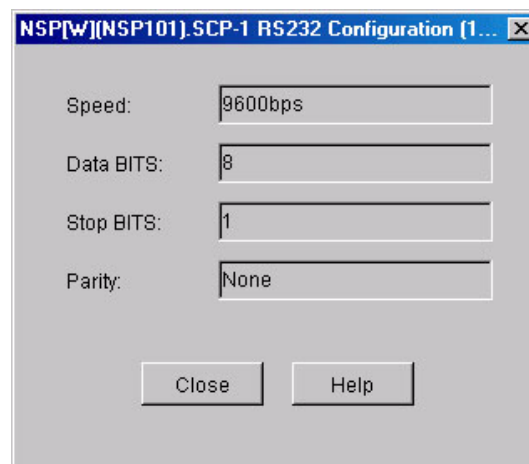 NSP[W](NSP101).SCP-1 RS232 Configuration (1...
Speed: 9600bps
Data BITS: 8
Stop BITS: 1
Parity: None
Close Help